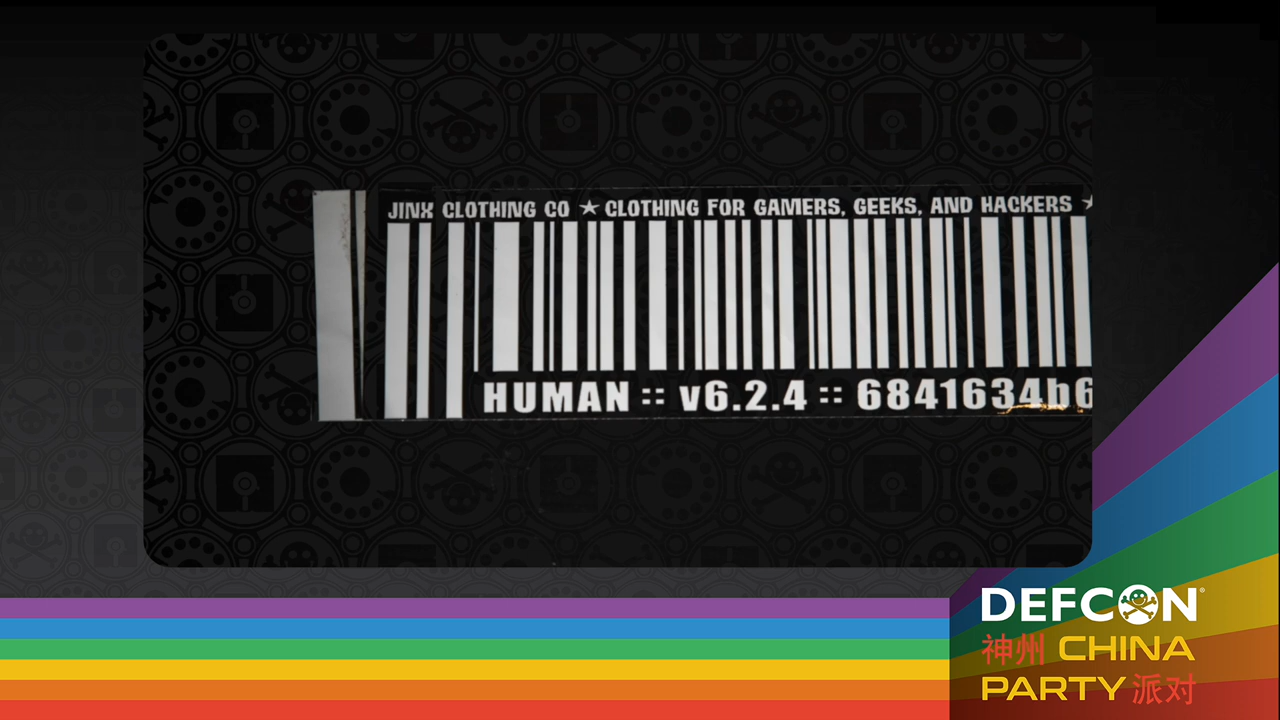 JINX CLOTHING CO ★ CLOTHING FOR GAMERS, GEEKS, AND HACKERS ★
HUMAN :: v6.2.4 :: 6841634b6
DEFCON®
神州 CHINA
PARTY 派对